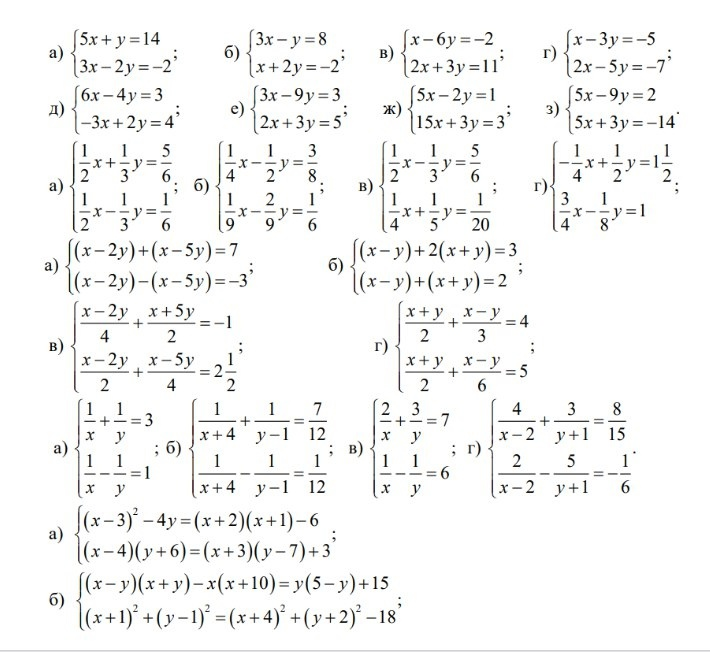 а) {5x + y = 14; 3x − 2y = −2; б) {3x − y = 8; x + 2y = −2; в) {x − 6y = −2; 2x + 3y = 11; г) {x − 3y = −5; 2x − 5y = −7;
д) {6x − 4y = 3; −3x + 2y = 4; е) {3x − 9y = 3; 2x + 3y = 5; ж) {5x − 2y = 1; 15x + 3y = 3; з) {5x − 9y = 2; 5x + 3y = −14.
а) {1/2 x + 1/3 y = 5/6; 1/2 x − 1/3 y = 1/6; б) {1/4 x − 1/2 y = 3/8; 1/9 x − 2/9 y = 1/6; в) {1/2 x − 1/3 y = 5/6; 1/4 x + 1/5 y = 1/20; г) {−1/4 x + 1/2 y = 1 1/2; 3/4 x − 1/8 y = 1;
а) {(x − 2y) + (x − 5y) = 7; (x − 2y) − (x − 5y) = −3; б) {(x − y) + 2(x + y) = 3; (x − y) + (x + y) = 2;
в) {(x − 2y)/4 + (x + 5y)/2 = −1; (x − 2y)/2 + (x − 5y)/4 = 2 1/2; г) {(x + y)/2 + (x − y)/3 = 4; (x + y)/2 + (x − y)/6 = 5;
а) {1/x + 1/y = 3; 1/x − 1/y = 1; б) {1/(x + 4) + 1/(y − 1) = 7/12; 1/(x + 4) − 1/(y − 1) = 1/12; в) {2/x + 3/y = 7; 1/x − 1/y = 6; г) {4/(x − 2) + 3/(y + 1) = 8/15; 2/(x − 2) − 5/(y + 1) = −1/6.
а) {(x − 3)² − 4y = (x + 2)(x + 1) − 6
(x − 4)(y + 6) = (x + 3)(y − 7) + 3;
б) {(x − y)(x + y) − x(x + 10) = y(5 − y) + 15
(x + 1)² + (y − 1)² = (x + 4)² + (y + 2)² − 18;